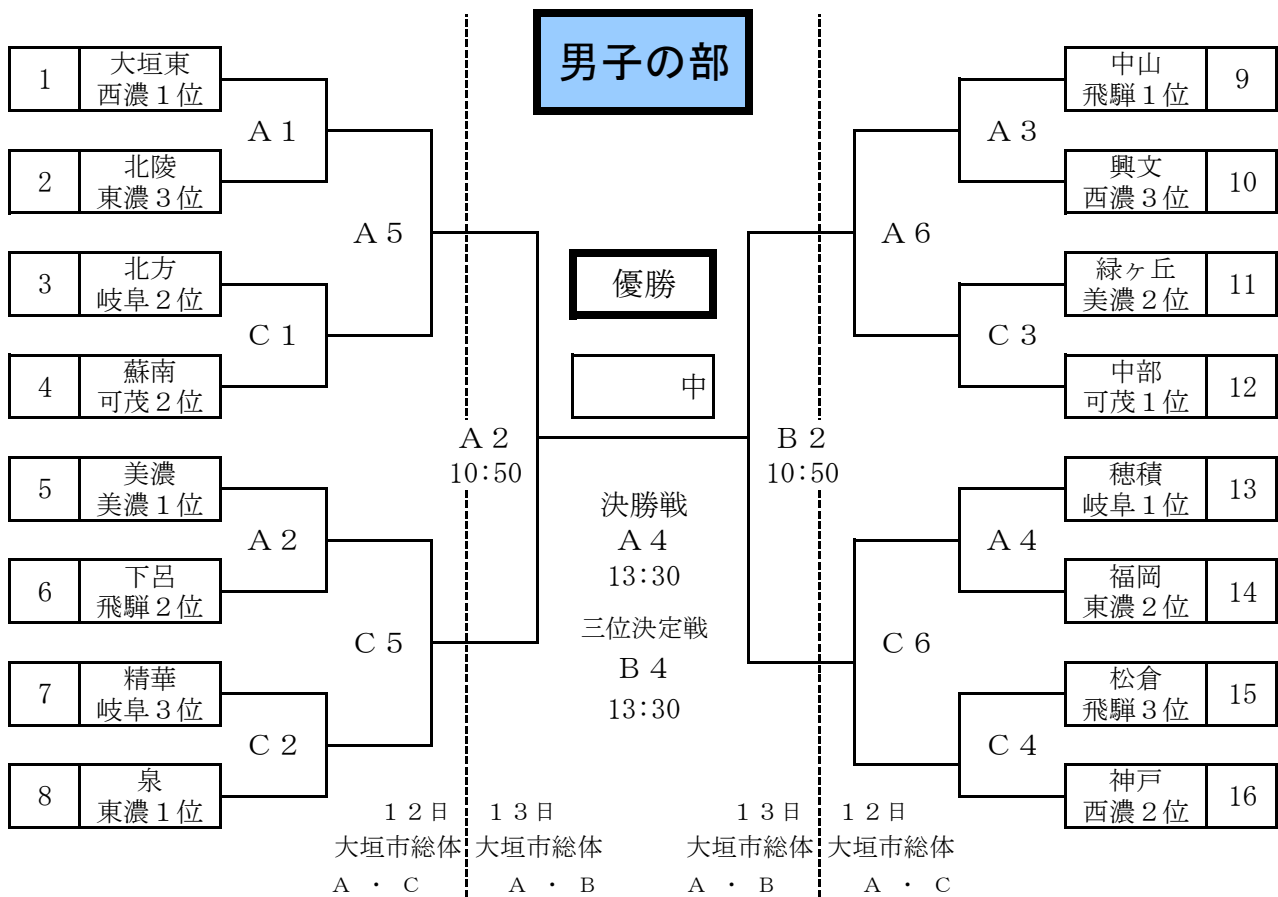 男子の部
1
大垣東
西濃１位
2
北陵
東濃３位
3
北方
岐阜２位
4
蘇南
可茂２位
5
美濃
美濃１位
6
下呂
飛騨２位
7
精華
岐阜３位
8
泉
東濃１位
Ａ１
Ｃ１
Ａ２
Ｃ２
Ａ５
Ｃ５
Ａ２
10:50
優勝
中
決勝戦
Ａ４
13:30
三位決定戦
Ｂ４
13:30
Ｂ２
10:50
Ａ６
Ｃ６
Ａ３
Ｃ３
Ａ４
Ｃ４
中山
飛騨１位
9
興文
西濃３位
10
緑ヶ丘
美濃２位
11
中部
可茂１位
12
穂積
岐阜１位
13
福岡
東濃２位
14
松倉
飛騨３位
15
神戸
西濃２位
16
１２日
大垣市総体
Ａ ・ Ｃ
１３日
大垣市総体
Ａ ・ Ｂ
１３日
大垣市総体
Ａ ・ Ｂ
１２日
大垣市総体
Ａ ・ Ｃ